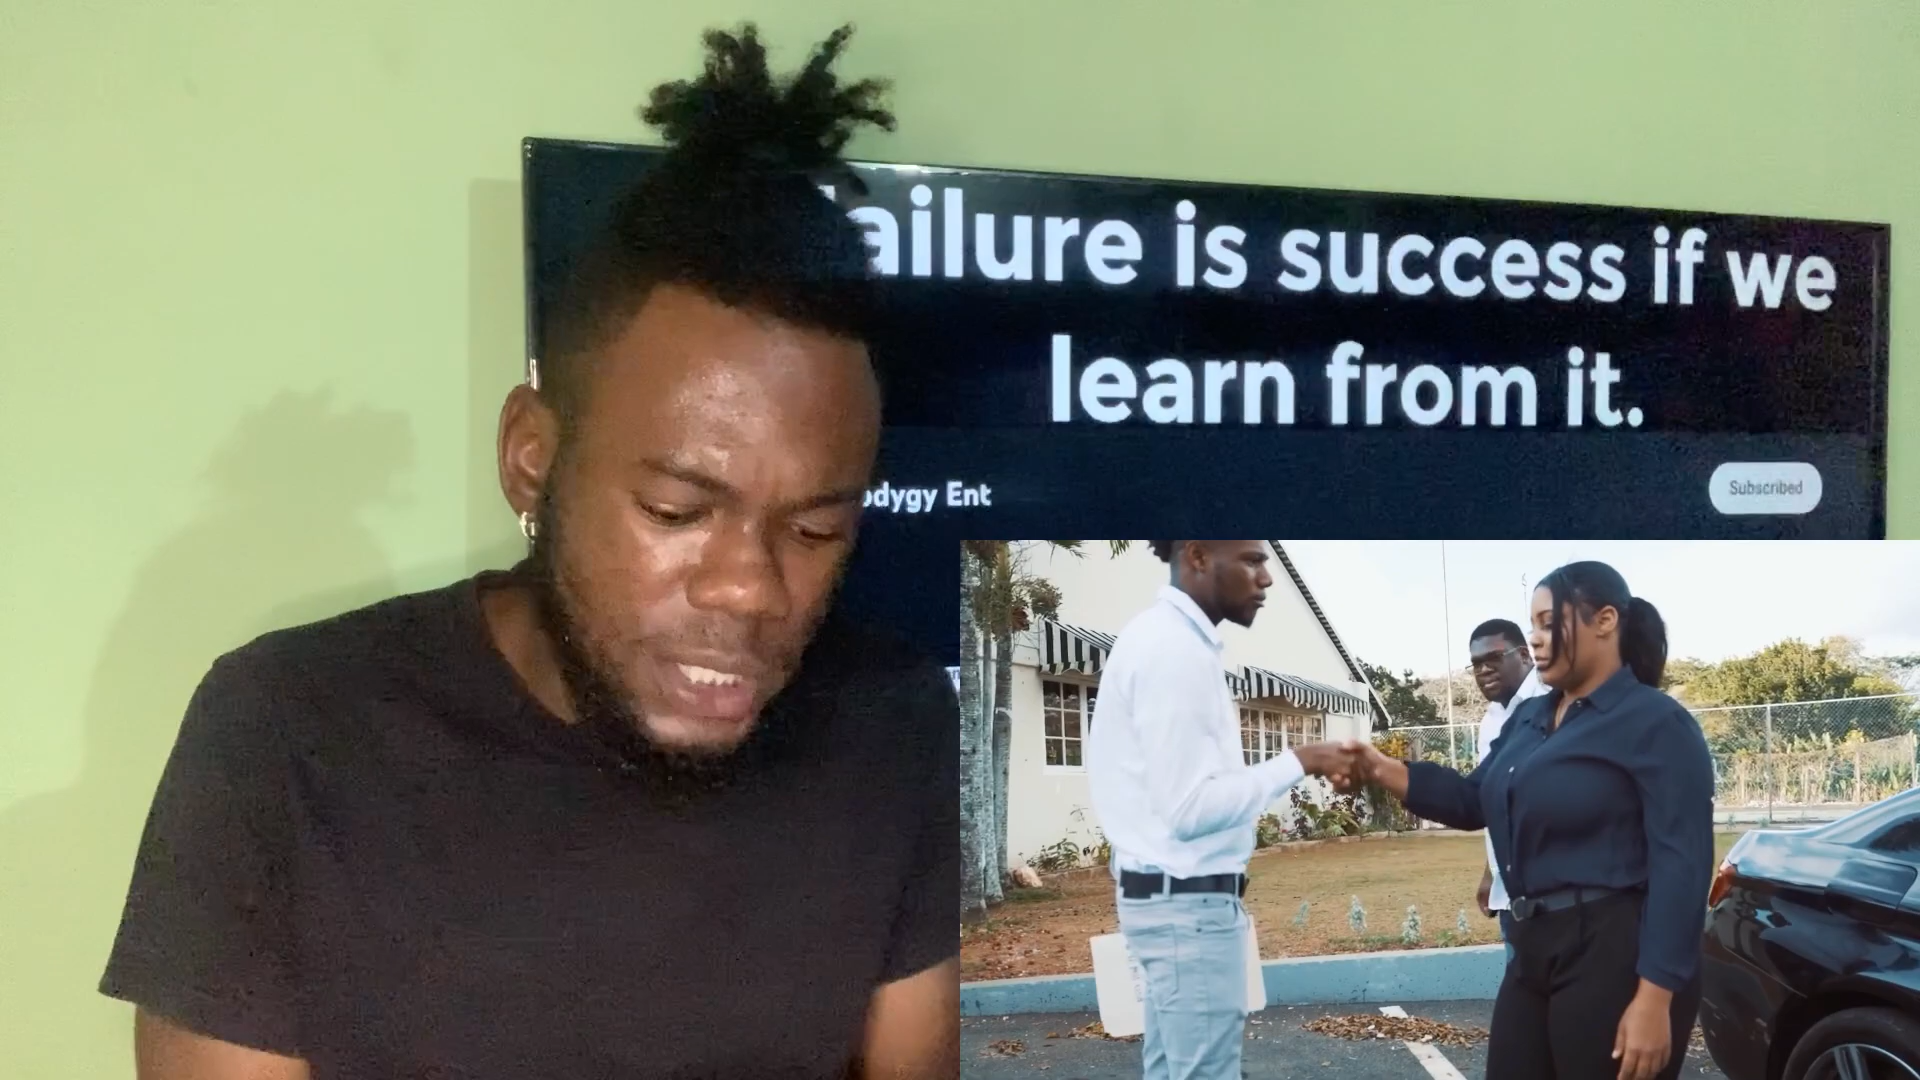 ailure is success if we
learn from it.
odygy Ent
Subscribed